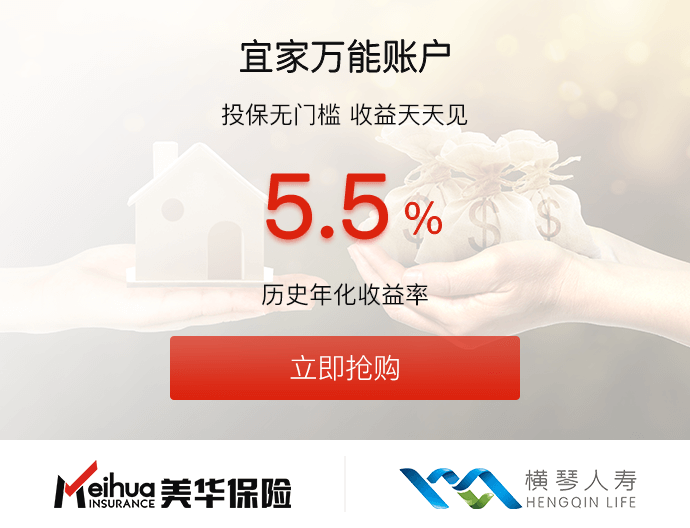 宜家万能账户
投保无门槛 收益天天见
5.5%
历史年化收益率
立即抢购
Meihua INSURANCE 美华保险
横琴人寿
HENGQIN LIFE